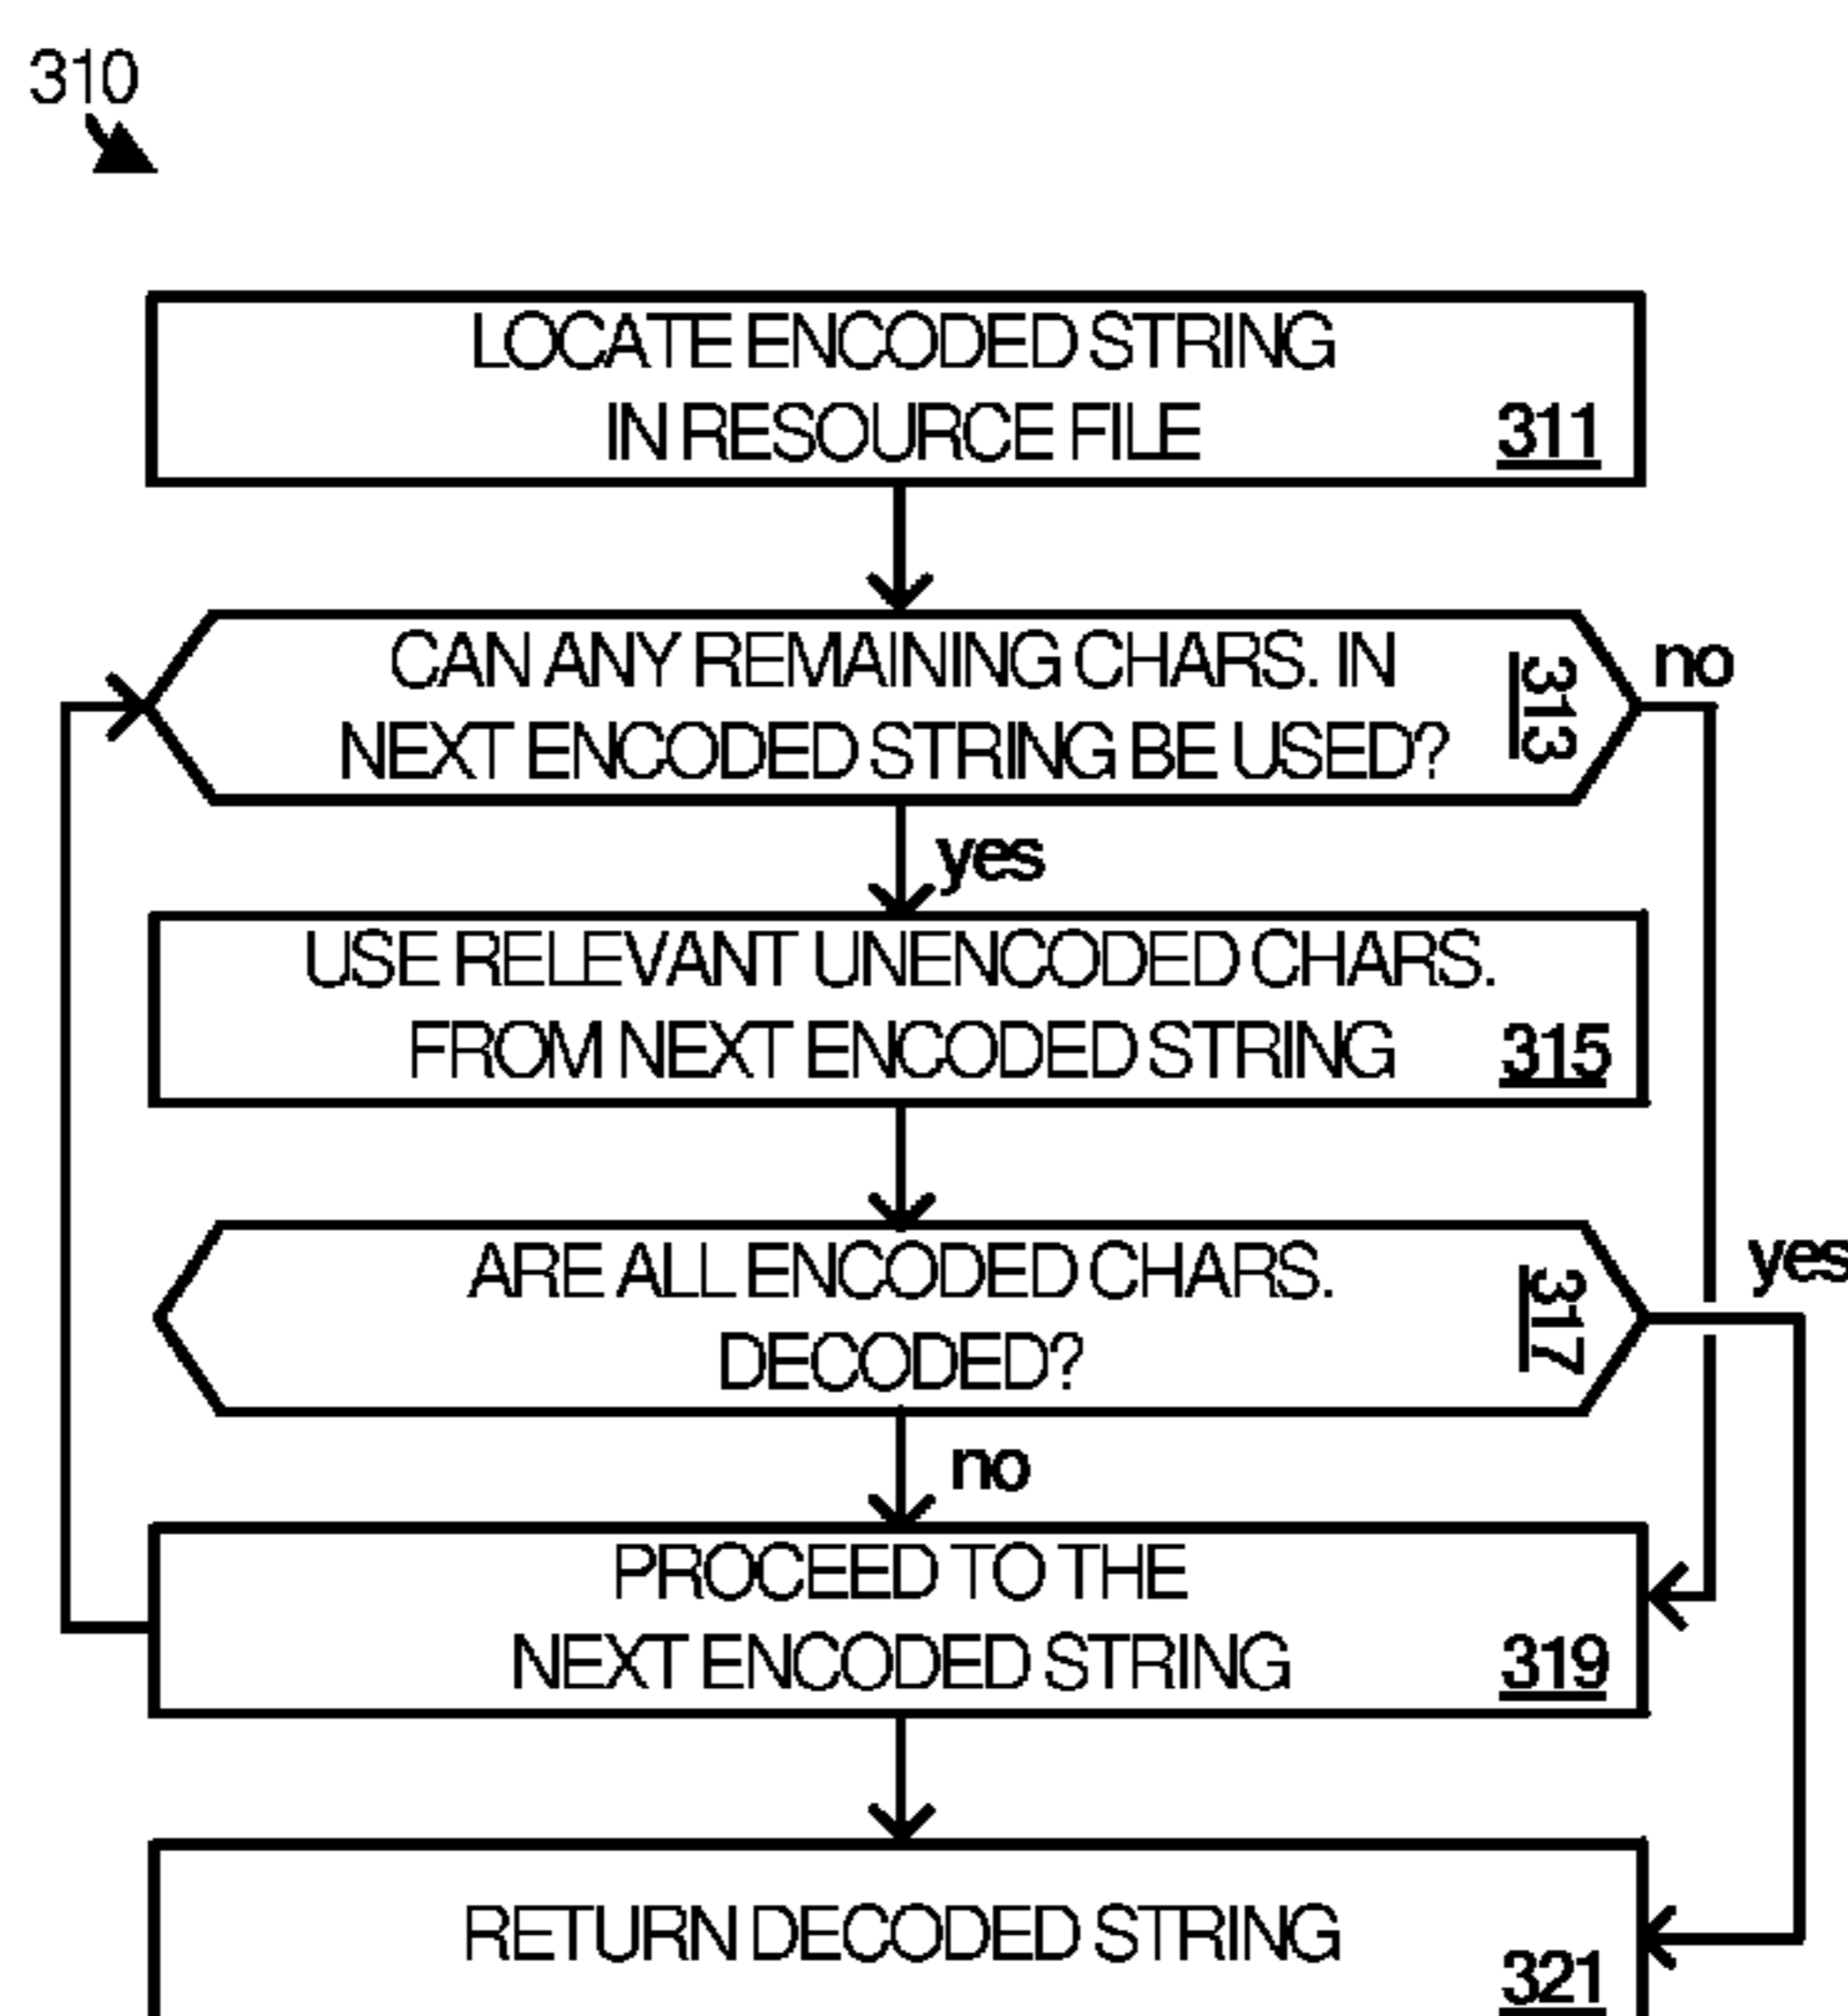 310
LOCATE ENCODED STRING
IN RESOURCE FILE
311
CAN ANY REMAINING CHARS. IN
NEXT ENCODED STRING BE USED?
313
no
yes
USE RELEVANT UNENCODED CHARS.
FROM NEXT ENCODED STRING
315
ARE ALL ENCODED CHARS.
DECODED?
317
yes
no
PROCEED TO THE
NEXT ENCODED STRING
319
RETURN DECODED STRING
321